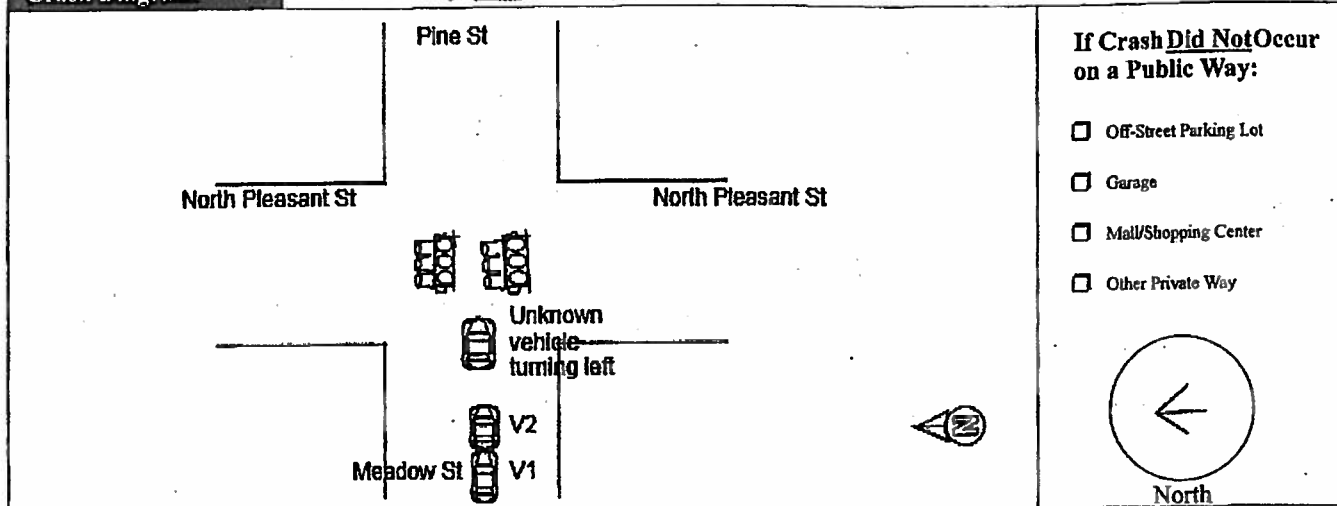 Pine St
North Pleasant St
North Pleasant St
Unknown
vehicle
turning left
V2
Meadow St
V1
N
If Crash Did Not Occur
on a Public Way:
Off-Street Parking Lot
Garage
Mall/Shopping Center
Other Private Way
North